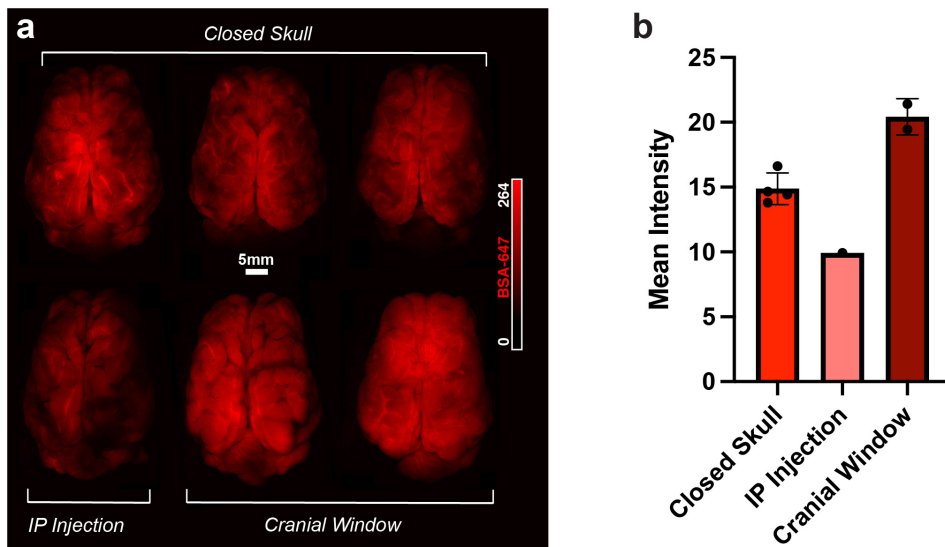 a
Closed Skull
264
BSA-647
0
5mm
IP Injection
Cranial Window
b
25
20
15
10
5
0
Mean Intensity
Closed Skull
IP Injection
Cranial Window